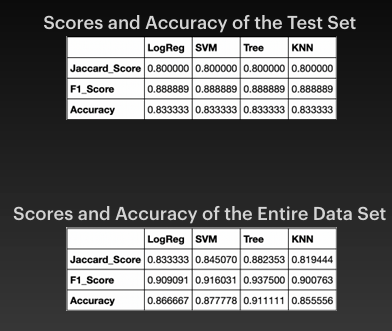 Scores and Accuracy of the Test Set
LogReg SVM Tree KNN
Jaccard_Score 0.800000 0.800000 0.800000 0.800000
F1_Score 0.888889 0.888889 0.888889 0.888889
Accuracy 0.833333 0.833333 0.833333 0.833333
Scores and Accuracy of the Entire Data Set
LogReg SVM Tree KNN
Jaccard_Score 0.833333 0.845070 0.882353 0.819444
F1_Score 0.909091 0.916031 0.937500 0.900763
Accuracy 0.866667 0.877778 0.911111 0.855556